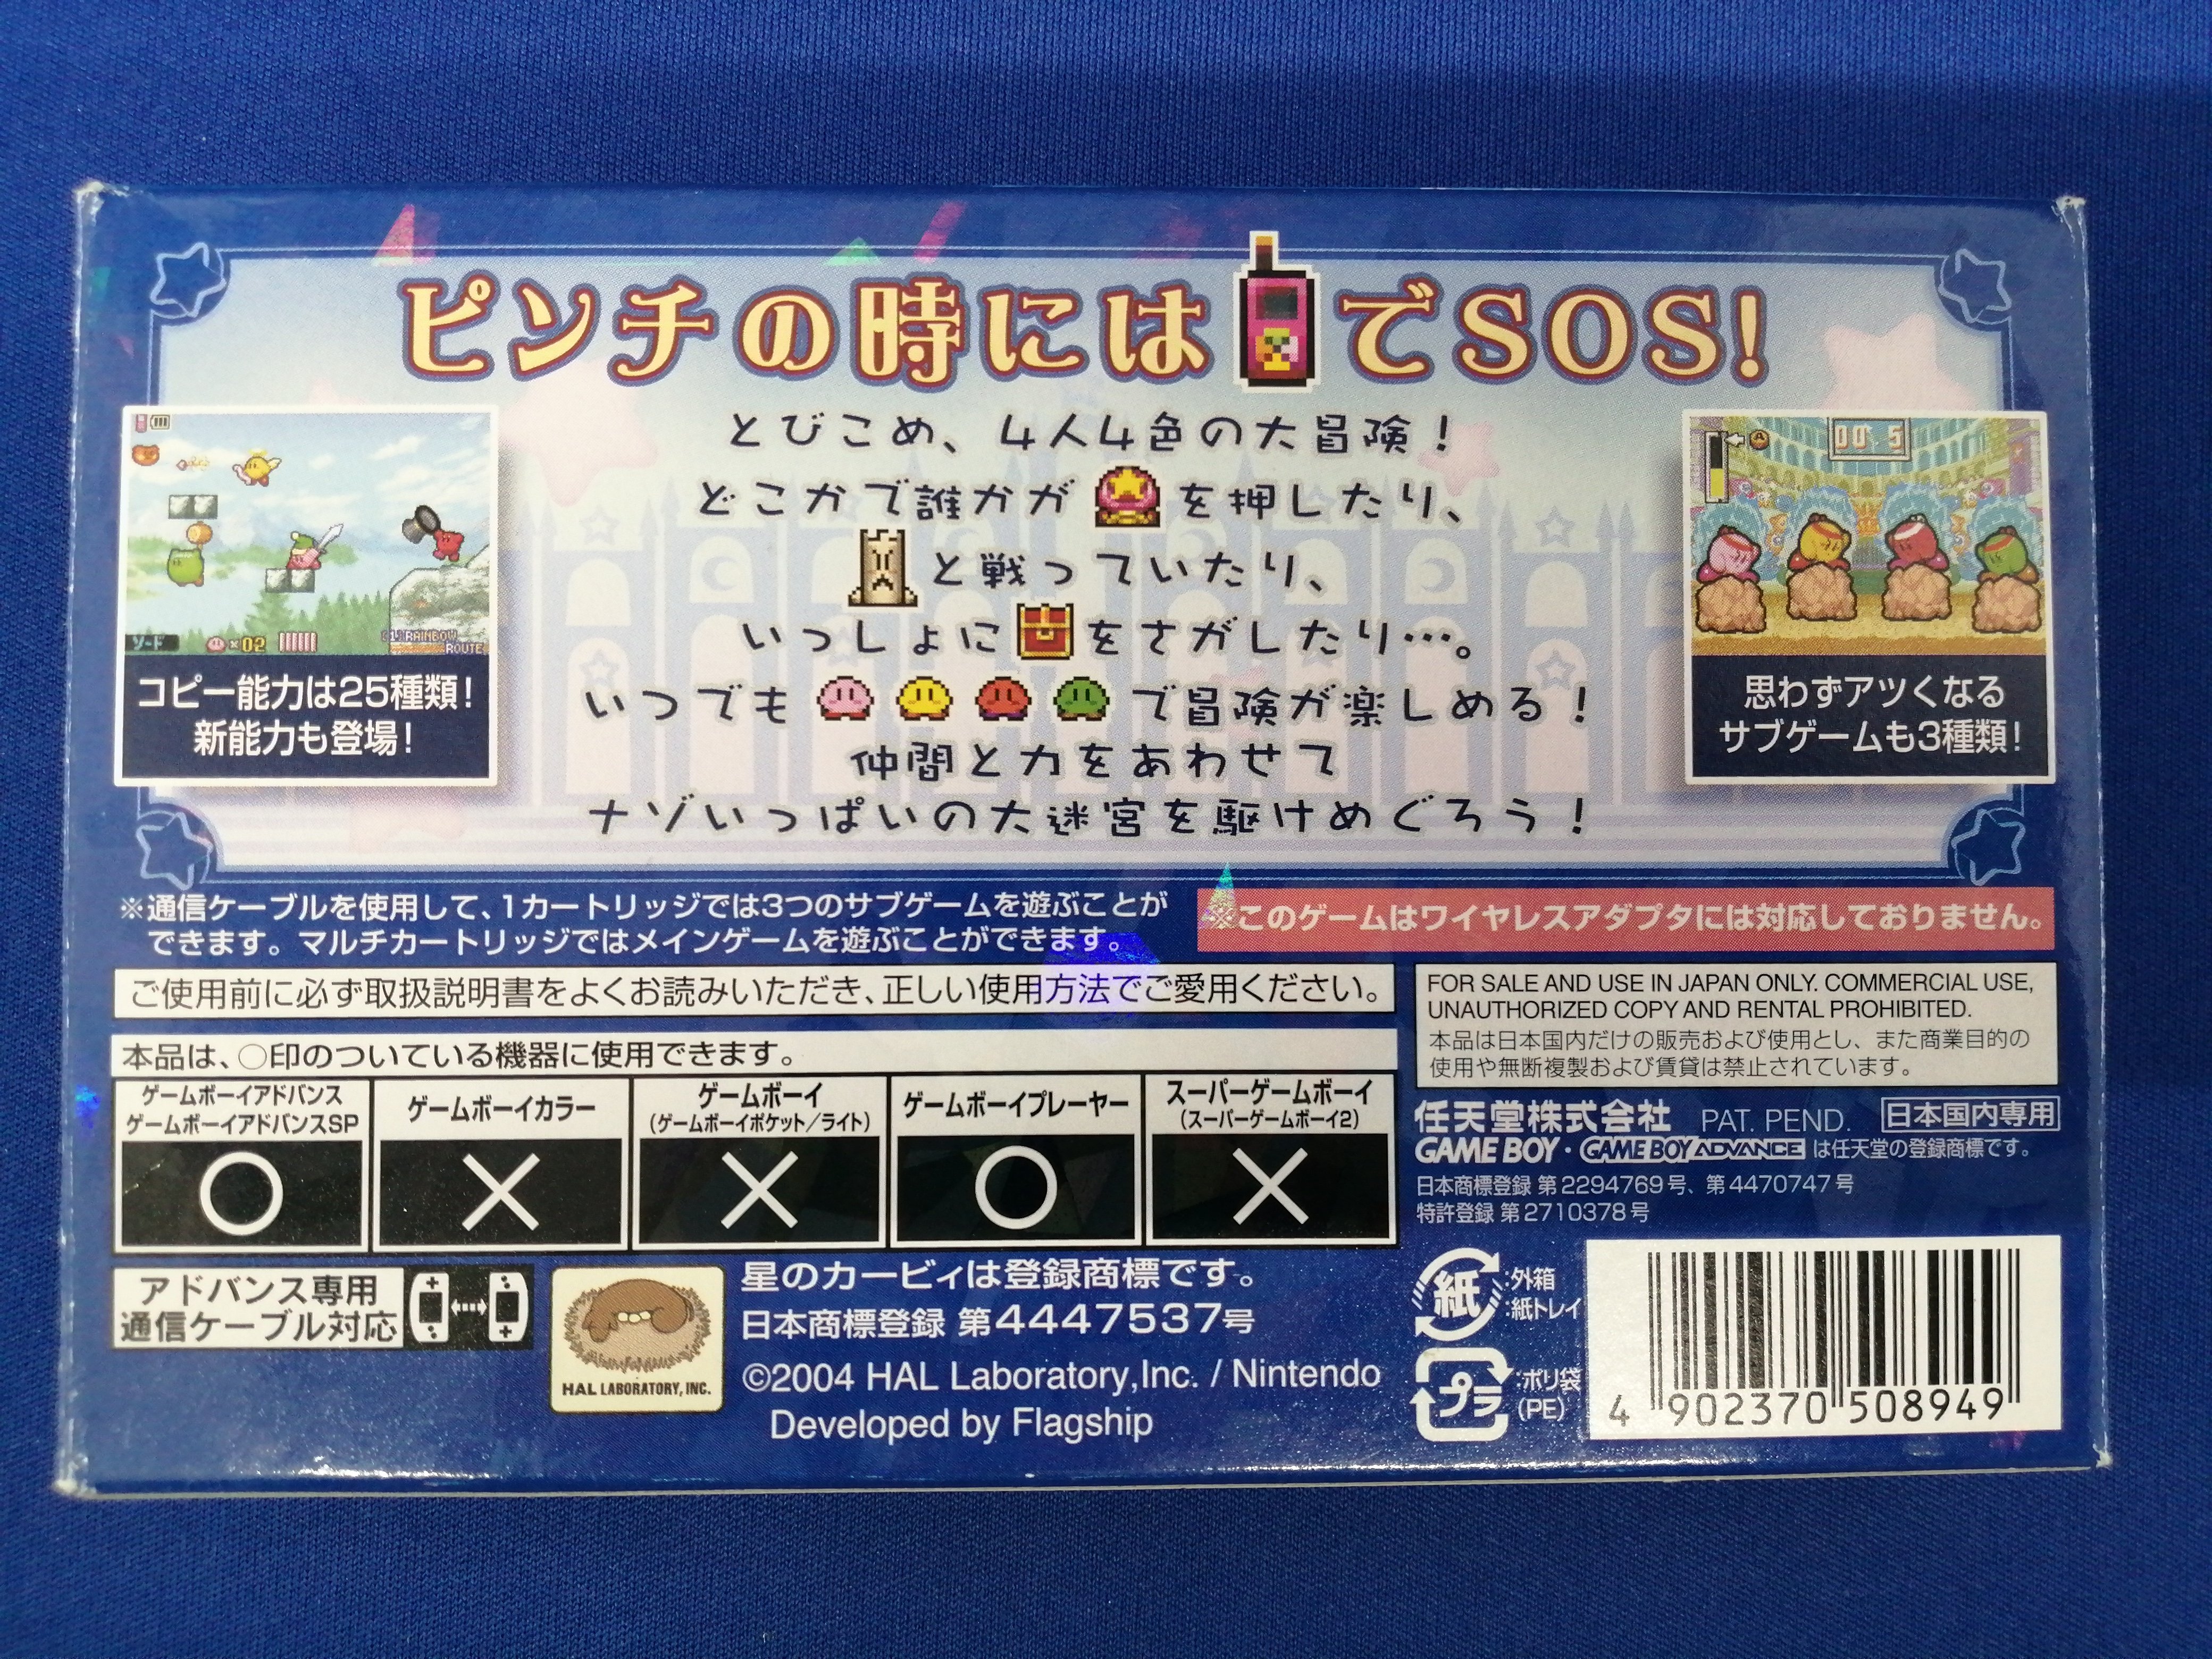 ピンチの時にはでSOS!
とびこめ、4人4色の大冒険!
どこかで誰かがを押したり、
と戦っていたり、
いっしょにをさがしたり…。
いつでもで冒険が楽しめる!
仲間と力をあわせて
ナゾいっぱいの大迷宮を駆けめぐろう!
ソード
×02
RAINBOW
ROUTE
コピー能力は25種類!
新能力も登場!
00 5
思わずアツくなる
サブゲームも3種類!
※通信ケーブルを使用して、1カートリッジでは3つのサブゲームを遊ぶことが
できます。マルチカートリッジではメインゲームを遊ぶことができます。
※このゲームはワイヤレスアダプタには対応しておりません。
ご使用前に必ず取扱説明書をよくお読みいただき、正しい使用方法でご愛用ください。
本品は、○印のついている機器に使用できます。
ゲームボーイアドバンス
ゲームボーイアドバンスSP
○
ゲームボーイカラー
×
ゲームボーイ
(ゲームボーイポケット/ライト)
×
ゲームボーイプレーヤー
○
スーパーゲームボーイ
(スーパーゲームボーイ2)
×
アドバンス専用
通信ケーブル対応
HAL LABORATORY, INC.
星のカービィは登録商標です。
日本商標登録 第4447537号
©2004 HAL Laboratory,Inc. / Nintendo
Developed by Flagship
FOR SALE AND USE IN JAPAN ONLY. COMMERCIAL USE,
UNAUTHORIZED COPY AND RENTAL PROHIBITED.
本品は日本国内だけの販売および使用とし、また商業目的の
使用や無断複製および賃貸は禁止されています。
任天堂株式会社 PAT. PEND. 日本国内専用
GAME BOY・GAME BOY ADVANCE は任天堂の登録商標です。
日本商標登録 第2294769号、第4470747号
特許登録 第2710378号
紙 :外箱
:紙トレイ
プラ :ポリ袋
(PE)
4 902370 508949